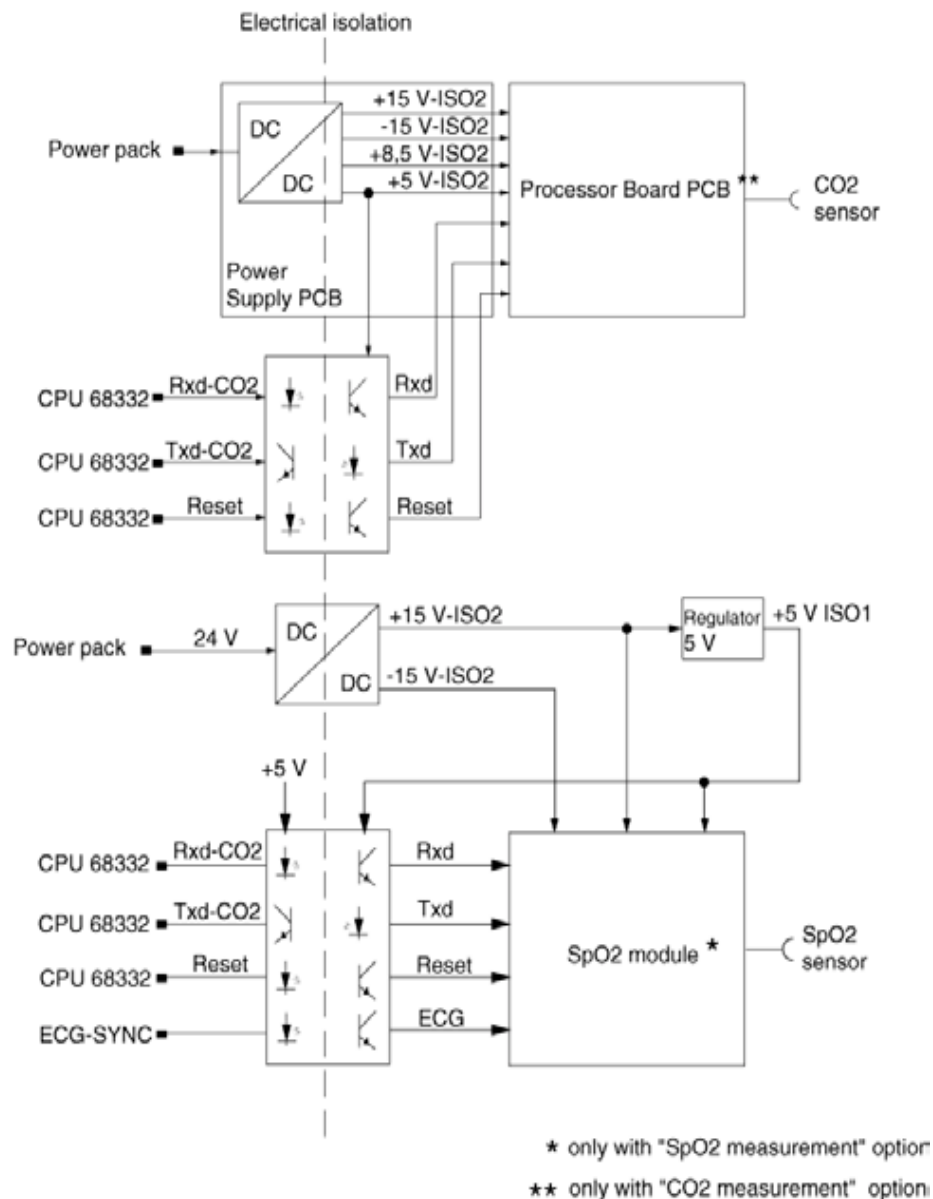 Electrical isolation
+15 V-ISO2
-15 V-ISO2
+8,5 V-ISO2
+5 V-ISO2
DC
DC
Power pack
Power
Supply PCB
Processor Board PCB **
CO2
sensor
CPU 68332
Rxd-CO2
Rxd
CPU 68332
Txd-CO2
Txd
CPU 68332
Reset
Reset
Power pack
24 V
DC
DC
+15 V-ISO2
-15 V-ISO2
Regulator
5 V
+5 V ISO1
+5 V
CPU 68332
Rxd-CO2
Rxd
CPU 68332
Txd-CO2
Txd
CPU 68332
Reset
Reset
ECG-SYNC
ECG
SpO2 module *
SpO2
sensor
* only with "SpO2 measurement" option
** only with "CO2 measurement" option